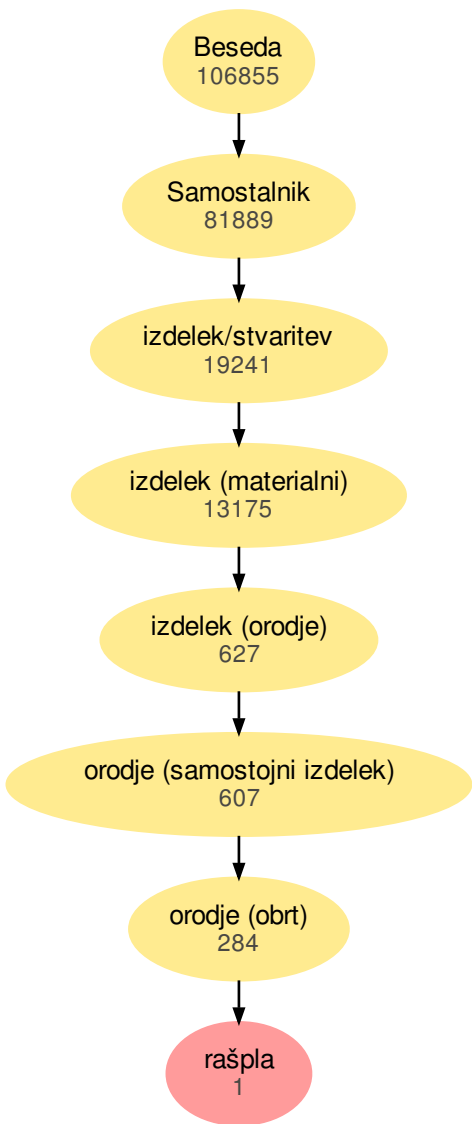 Beseda
106855
Samostalnik
81889
izdelek/stvaritev
19241
izdelek (materialni)
13175
izdelek (orodje)
627
orodje (samostojni izdelek)
607
orodje (obrt)
284
rašpla
1